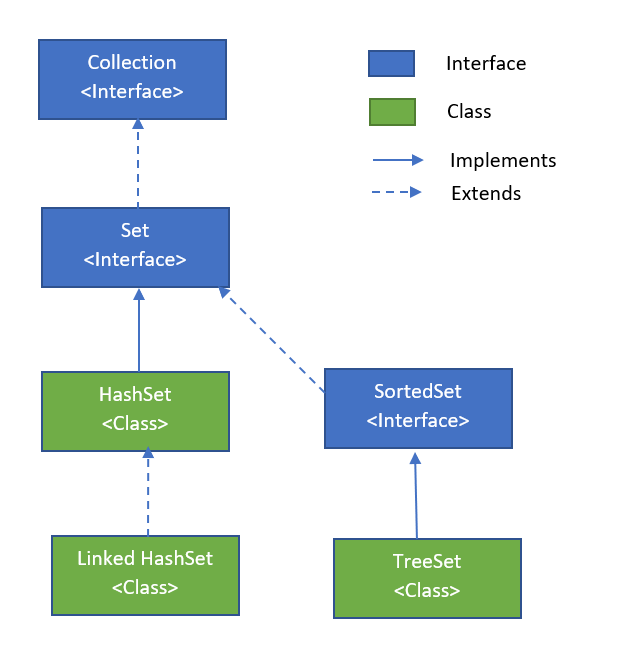 Collection
<Interface>
Interface
Class
Implements
Extends
Set
<Interface>
HashSet
<Class>
SortedSet
<Interface>
Linked HashSet
<Class>
TreeSet
<Class>